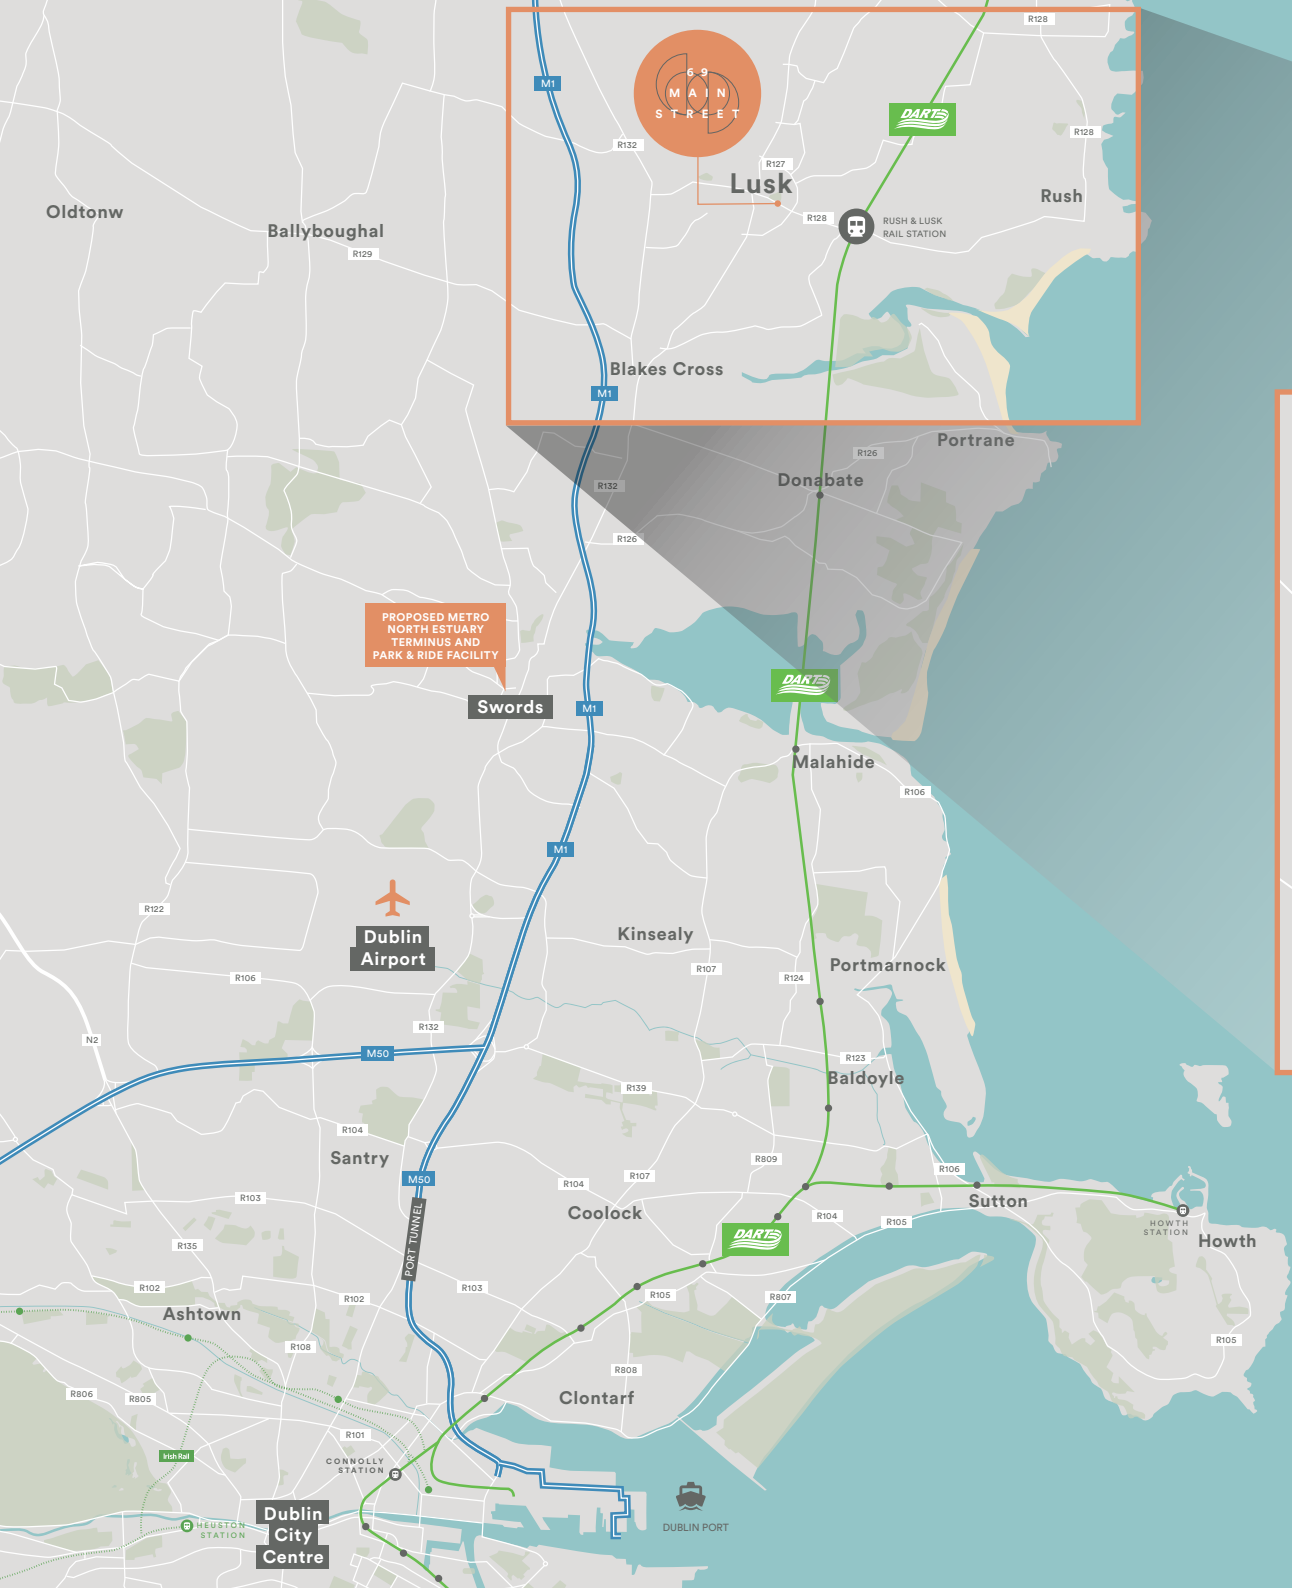 R128
M1
6 9
MAIN
STREET
DART
R128
R132
R127
Lusk
Rush
Oldtonw
R128
RUSH & LUSK
RAIL STATION
Ballyboughal
R129
Blakes Cross
M1
Portrane
R126
Donabate
R132
R126
PROPOSED METRO
NORTH ESTUARY
TERMINUS AND
PARK & RIDE FACILITY
DART
Swords
M1
Malahide
R106
M1
R122
Dublin
Airport
Kinsealy
R107
Portmarnock
R106
R124
R132
N2
M50
R123
Baldoyle
R139
R104
Santry
R809
R106
M50
R104
R107
R103
Sutton
Coolock
R104
R105
HOWTH
STATION
Howth
PORT TUNNEL
DART
R135
R102
R103
R105
R807
R102
Ashtown
R108
R105
R808
R806
R805
Clontarf
R101
Irish Rail
CONNOLLY
STATION
Dublin
City
Centre
HEUSTON
STATION
DUBLIN PORT